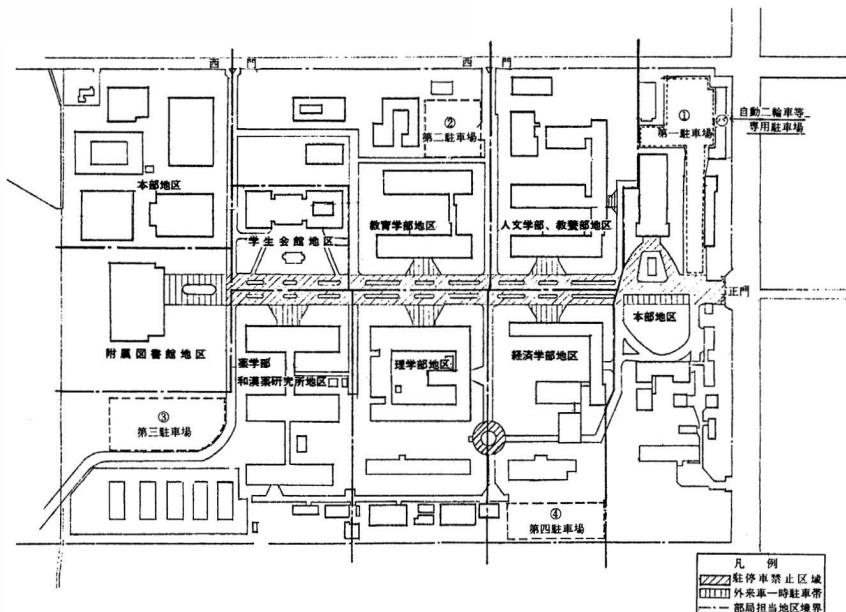 西 門
西 門
①
第一駐車場
自動二輪車等
専用駐車場
②
第二駐車場
本部地区
学生会館地区
教育学部地区
人文学部、教養部地区
正門
本部地区
附属図書館地区
薬学部
和漢薬研究所地区
理学部地区
経済学部地区
③
第三駐車場
④
第四駐車場
凡 例
駐停車禁止区域
外来車一時駐車帯
部局担当地区境界